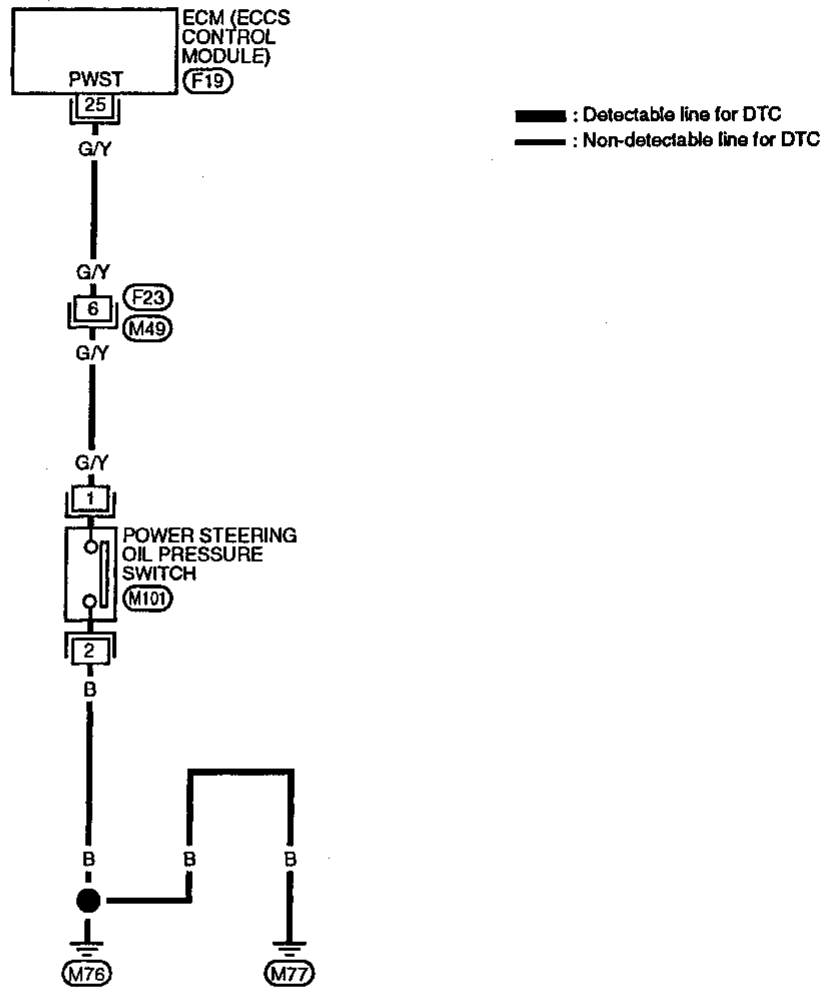 ECM (ECCS
CONTROL
MODULE)
F19
PWST
25
G/Y
: Detectable line for DTC
: Non-detectable line for DTC
G/Y
6
F23
M49
G/Y
G/Y
1
POWER STEERING
OIL PRESSURE
SWITCH
M101
2
B
B
B
B
M76
M77